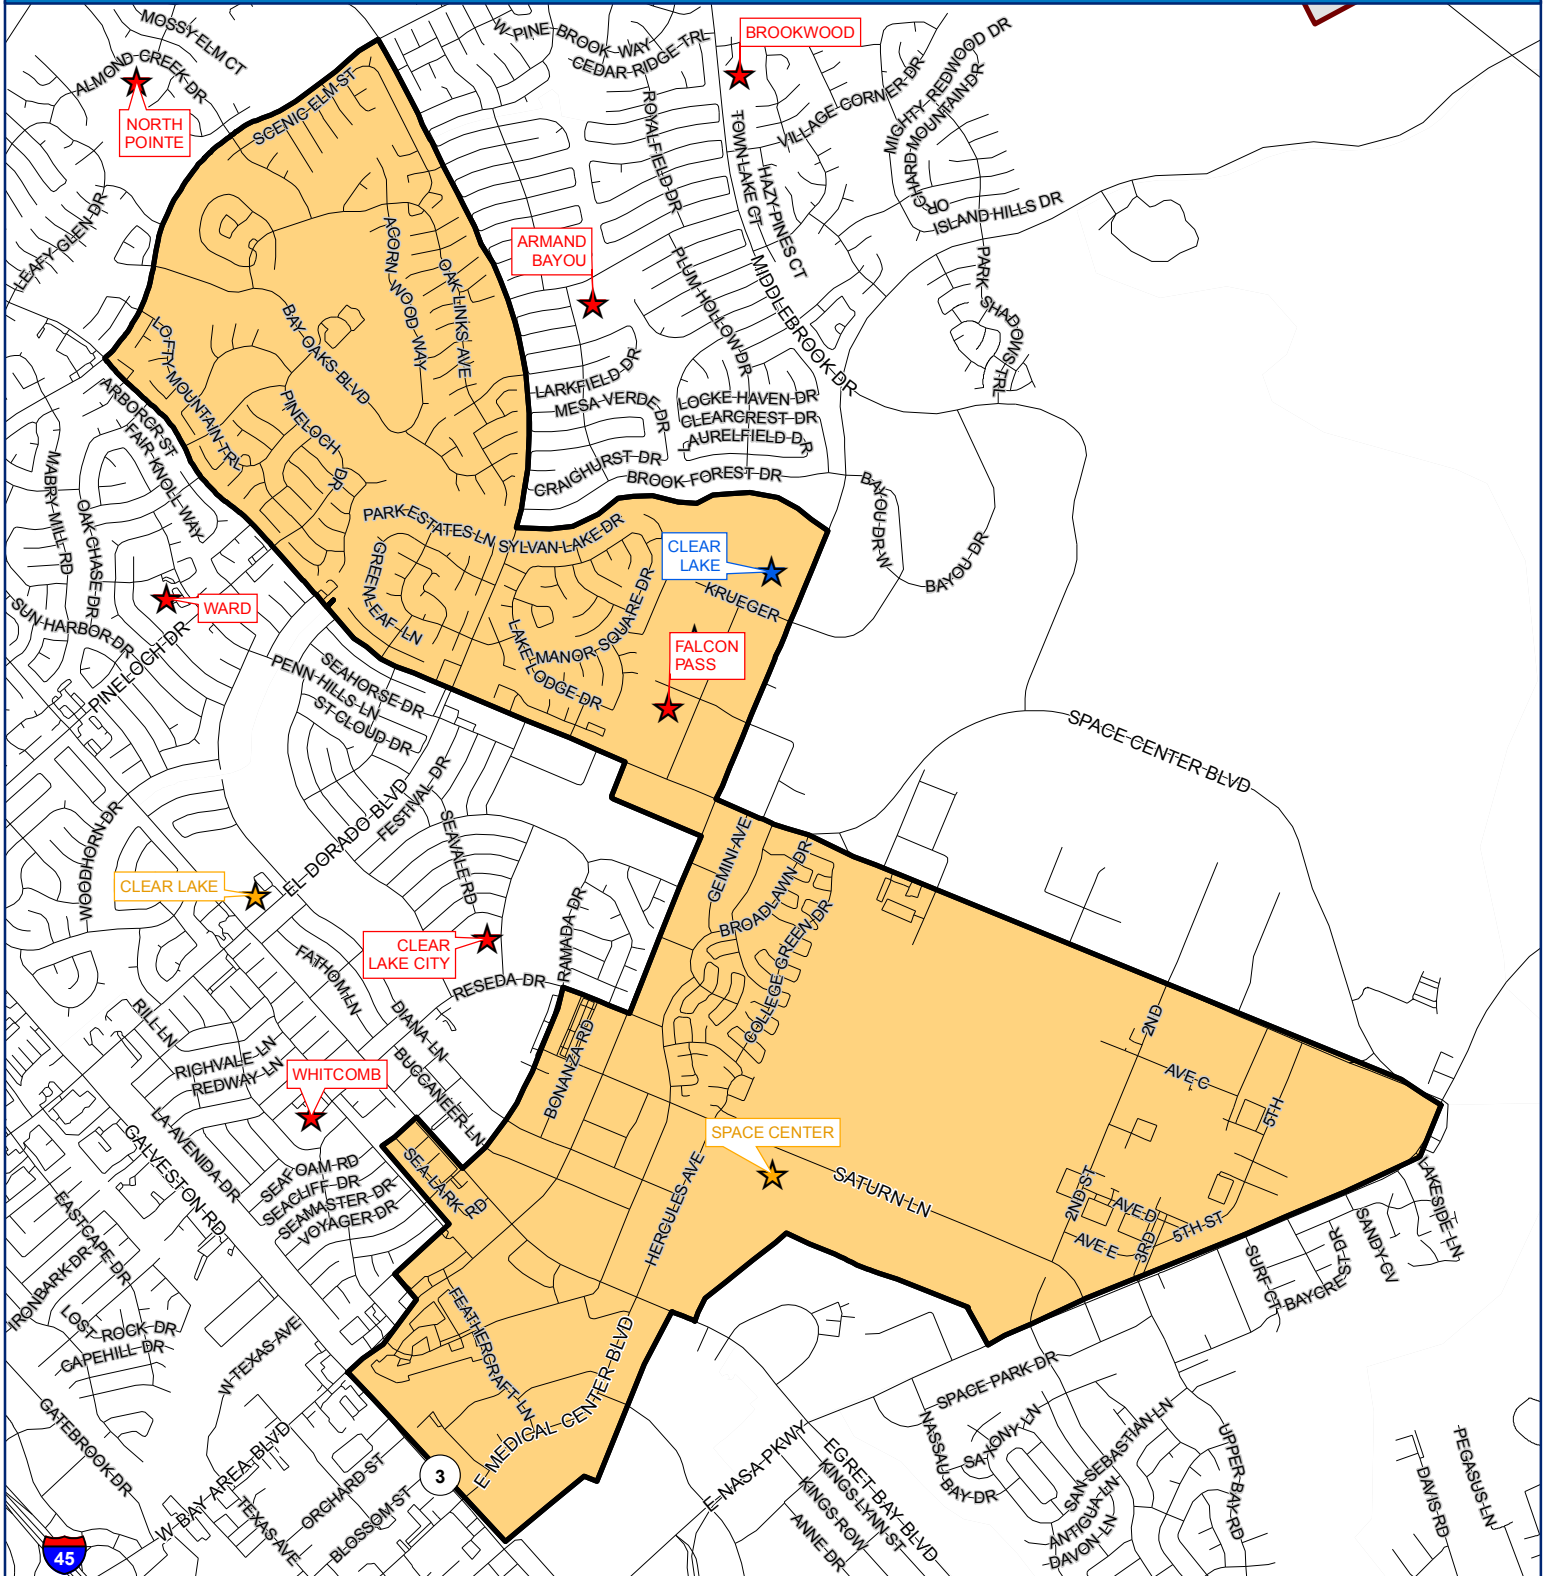 MOSSY ELM CT
ALMOND CREEK DR
NORTH
POINTE
SCENIC ELM ST
W PINE BROOK WAY
CEDAR RIDGE TRL
BROOKWOOD
ROYALFIELD DR
TOWN LAKE CT
HAZY PINES CT
VILLAGE CORNER DR
MIGHTY REDWOOD DR
ORCHARD MOUNTAIN DR
ISLAND HILLS DR
PARK SHADOWS TRL
LEAFY GLEN DR
ACORN WOOD WAY
OAK LINKS AVE
ARMAND
BAYOU
PLUM HOLLOW DR
MIDDLEBROOK DR
LOFTY MOUNTAIN TRL
BAY OAKS BLVD
PINELOCH DR
LARKFIELD DR
MESA VERDE DR
LOCKE HAVEN DR
CLEARCREST DR
LAURELFIELD DR
CRAIGHURST DR
BROOK FOREST DR
BAYOU DR W
BAYOU DR
ARBOR ST
FAIR KNOLL WAY
MABRY MILL RD
OAK CHASE DR
SUN HARBOR DR
WARD
PINELOCH DR
PARK ESTATES LN
SYLVAN LAKE DR
GREENLEAF LN
CLEAR
LAKE
KRUEGER
MANOR SQUARE DR
LAKE LODGE DR
FALCON
PASS
SEAHORSE DR
PENN HILLS LN
ST CLOUD DR
SPACE CENTER BLVD
EL DORADO BLVD
FESTIVAL DR
SEAVALE RD
WOODHORN DR
CLEAR LAKE
CLEAR
LAKE CITY
RAMADA DR
RESEDA DR
GEMINI AVE
BROADLAWN DR
COLLEGE GREEN DR
FATHOM LN
DIANA LN
BUCCANEER LN
RILL LN
RICHVALE LN
REDWAY LN
WHITCOMB
BONANZA RD
2ND
AVE C
5TH
SPACE CENTER
SATURN LN
LA AVENIDA DR
GALVESTON RD
SEAFOAM RD
SEACLIFF DR
SEAMASTER DR
VOYAGER DR
SEA LARK RD
HERCULES AVE
2ND ST
AVE D
AVE E
3RD
5TH ST
LAKESIDE LN
SANDY CV
SURF CT
BAYCREST DR
EASTCAPE DR
IRONBARK DR
LOST ROCK DR
CAPEHILL DR
W TEXAS AVE
FEATHERCRAFT LN
E MEDICAL CENTER BLVD
SPACE PARK DR
GATEBROOK DR
W BAY AREA BLVD
TEXAS AVE
ORCHARD ST
BLOSSOM ST
3
45
E NASA PKWY
EGRET BAY BLVD
KINGS LYNN ST
KINGS ROW
ANNE DR
NASSAU BAY DR
SAXONY LN
SAN SEBASTIAN LN
ANTIGUA LN
DAVON LN
UPPER BAY RD
DAVIS RD
PEGASUS LN